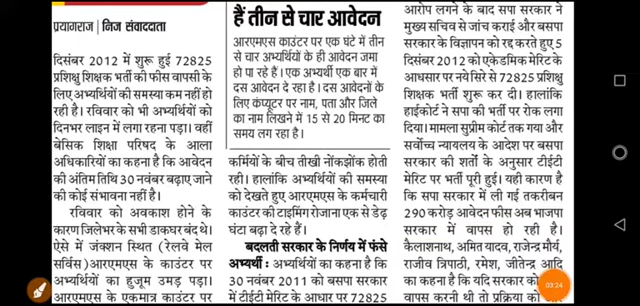 प्रयागराज | निज संवाददाता
दिसंबर 2012 में शुरू हुई 72825
प्रशिक्षु शिक्षक भर्ती की फीस वापसी के
लिए अभ्यर्थियों की समस्या कम नहीं हो
रही है। रविवार को भी अभ्यर्थियों को
दिनभर लाइन में लगा रहना पड़ा। वहीं
बेसिक शिक्षा परिषद के आला
अधिकारियों का कहना है कि आवेदन
की अंतिम तिथि 30 नवंबर बढ़ाए जाने
की कोई संभावना नहीं है।
रविवार को अवकाश होने के
कारण जिलेभर के सभी डाकघर बंद थे।
ऐसे में जंक्शन स्थित (रेलवे मेल
सर्विस) आरएमएस के काउंटर पर
अभ्यर्थियों का हुजूम उमड़ पड़ा।
आरएमएस के एकमात्र काउंटर पर
हैं तीन से चार आवेदन
आरएमएस काउंटर पर एक घंटे में तीन
से चार अभ्यर्थियों के ही आवेदन जमा
हो पा रहे हैं। एक अभ्यर्थी एक बार में
दस आवेदन दे रहा है। दस आवेदनों के
लिए कंप्यूटर पर नाम, पता और जिले
का नाम लिखने में 15 से 20 मिनट का
समय लग रहा है।
कर्मियों के बीच तीखी नोंकझोंक होती
रही। हालांकि अभ्यर्थियों की समस्या
को देखते हुए आरएमएस के कर्मचारी
काउंटर की टाइमिंग रोजाना एक से डेढ़
घंटा बढ़ा दे रहे हैं।
बदलती सरकार के निर्णय में फंसे
अभ्यर्थी: अभ्यर्थियों का कहना है कि
30 नवंबर 2011 को बसपा सरकार
में टीईटी मेरिट के आधार पर 72825
आरोप लगने के बाद सपा सरकार ने
मुख्य सचिव से जांच कराई और बसपा
सरकार के विज्ञापन को रद्द करते हुए 5
दिसंबर 2012 को एकेडमिक मेरिट के
आधसार पर नये सिरे से 72825 प्रशिक्षु
शिक्षक भर्ती शुरू कर दी। हालांकि
हाईकोर्ट ने सपा की भर्ती पर रोक लगा
दिया। मामला सुप्रीम कोर्ट तक गया और
सर्वोच्च न्यायलय के आदेश पर बसपा
सरकार की शर्तो के अनुसार टीईटी
मेरिट पर भर्ती पूरी हुई। यही कारण है
कि सपा सरकार में ली गई तकरीबन
290 करोड़ आवेदन फीस अब भाजपा
सरकार में वापस हो रही है।
कैलाशनाथ, अमित यादव, राजेन्द्र मौर्य,
राजीव त्रिपाठी, रमेश, जीतेन्द्र आदि
का कहना है कि यदि सरकार को
वापस करनी थी तो प्रक्रिया को
03:24